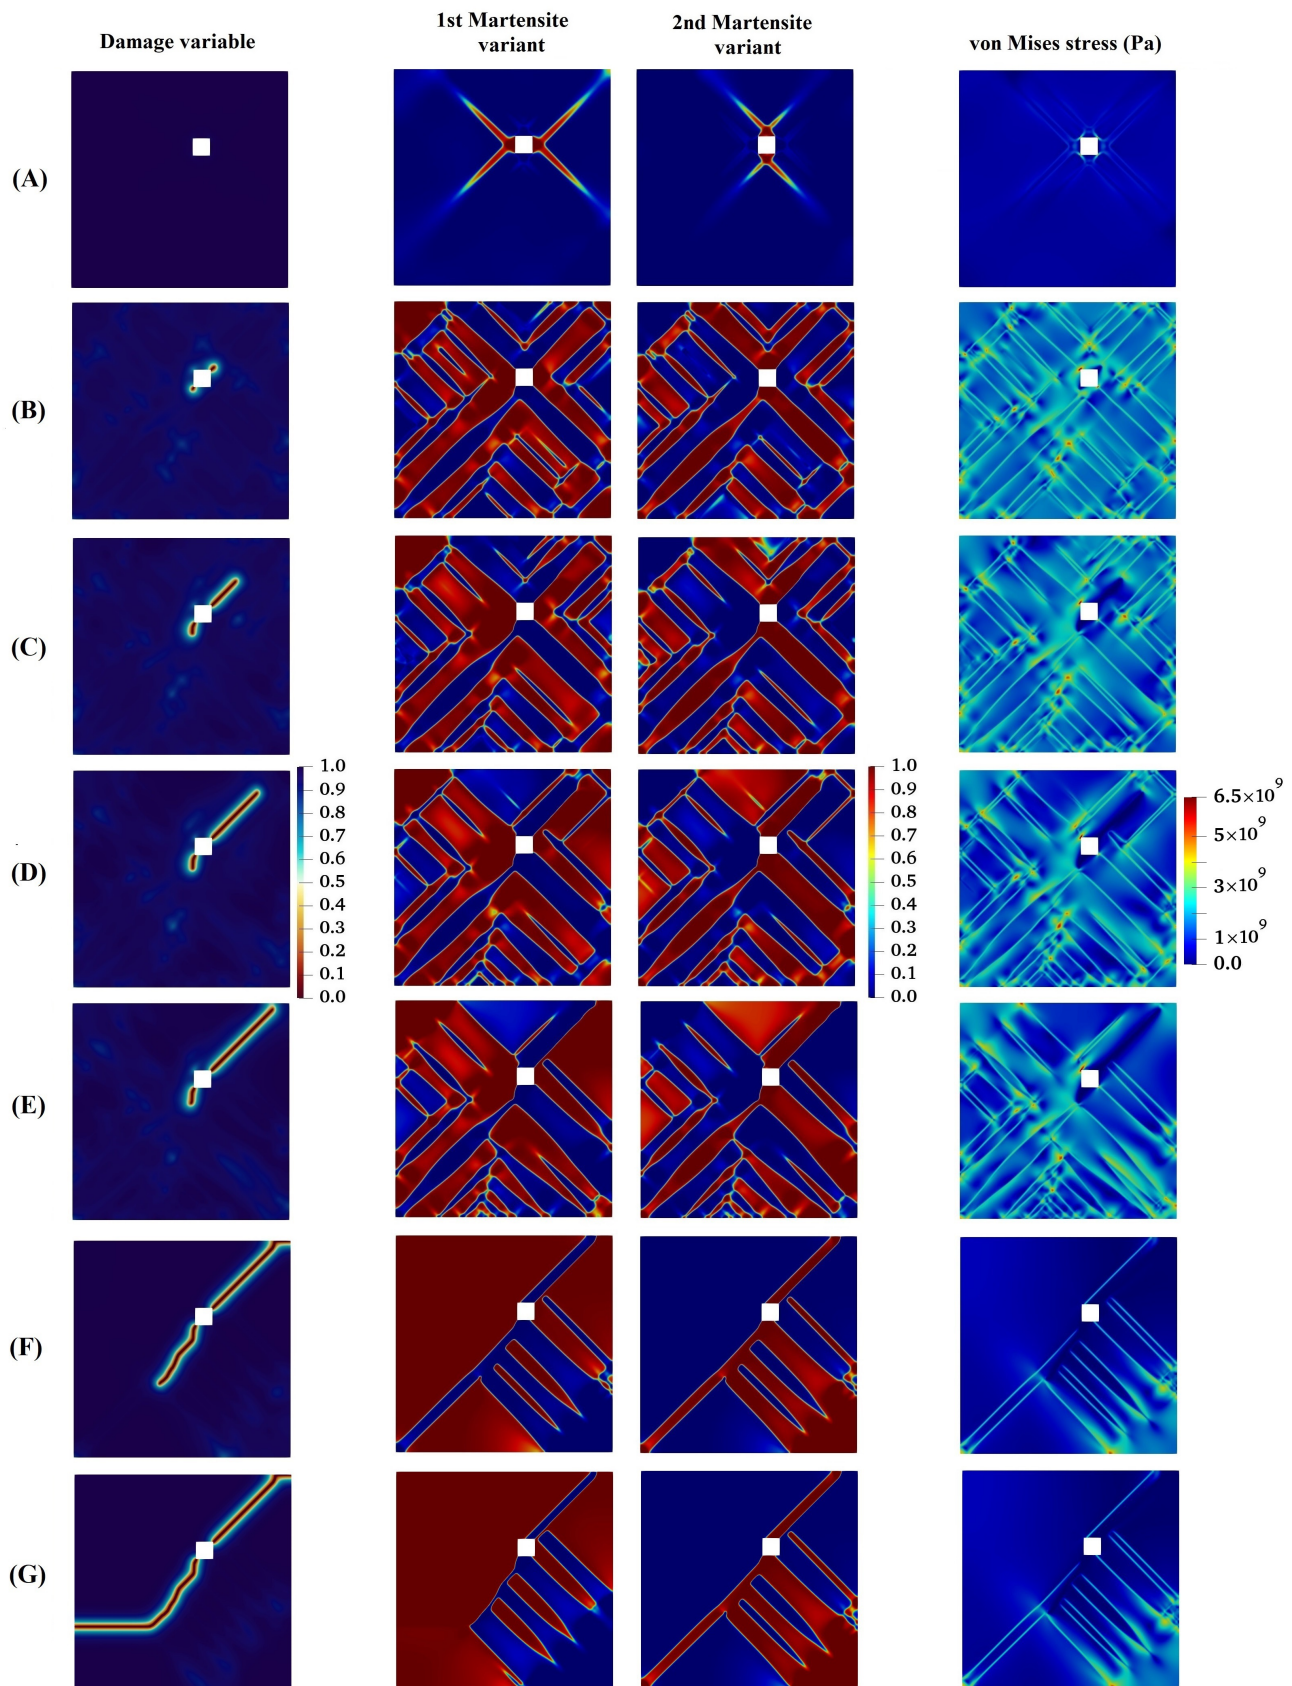 Damage variable
1st Martensite
variant
2nd Martensite
variant
von Mises stress (Pa)
(A)
(B)
(C)
(D)
1.0
0.9
0.8
0.7
0.6
0.5
0.4
0.3
0.2
0.1
0.0
1.0
0.9
0.8
0.7
0.6
0.5
0.4
0.3
0.2
0.1
0.0
6.5×10⁹
5×10⁹
3×10⁹
1×10⁹
0.0
(E)
(F)
(G)